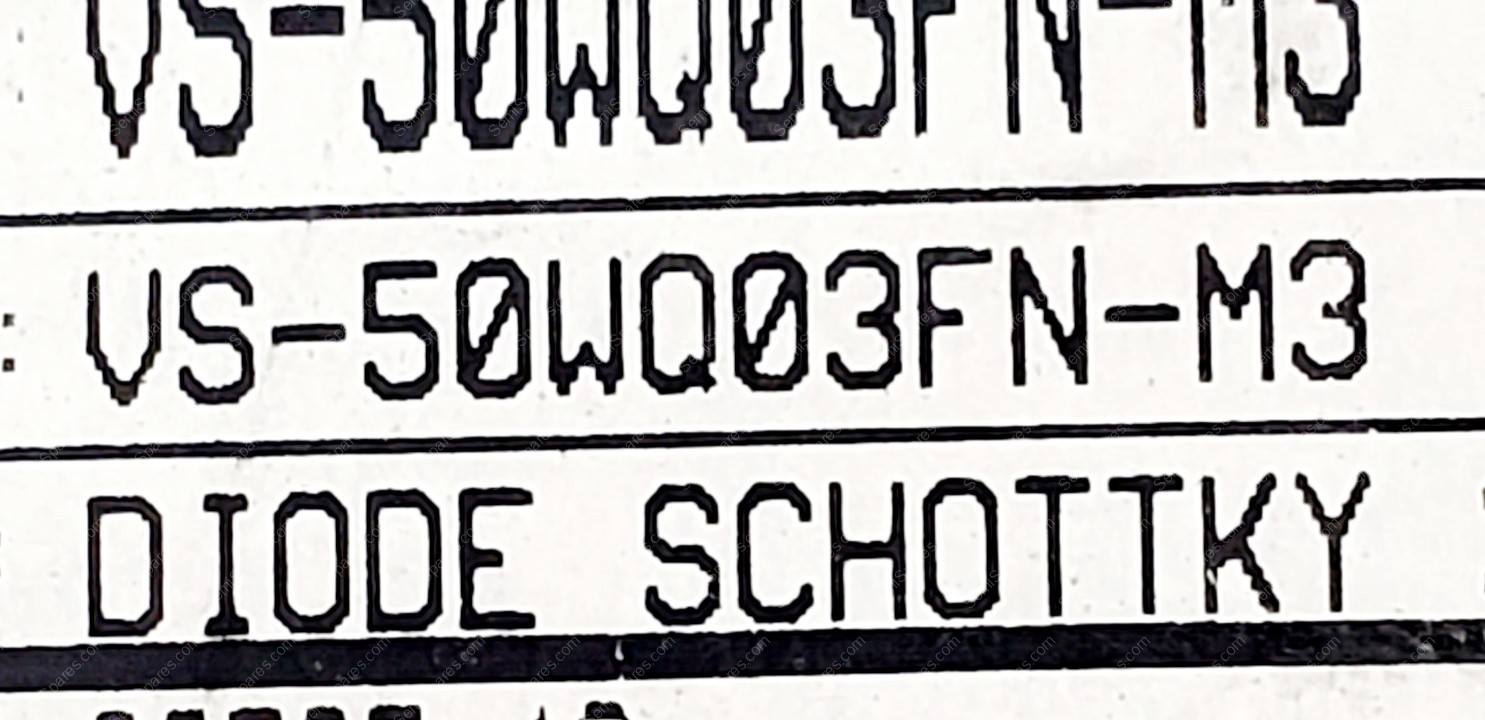 VS-50WQ03FN-M3
: VS-50WQ03FN-M3
DIODE SCHOTTKY